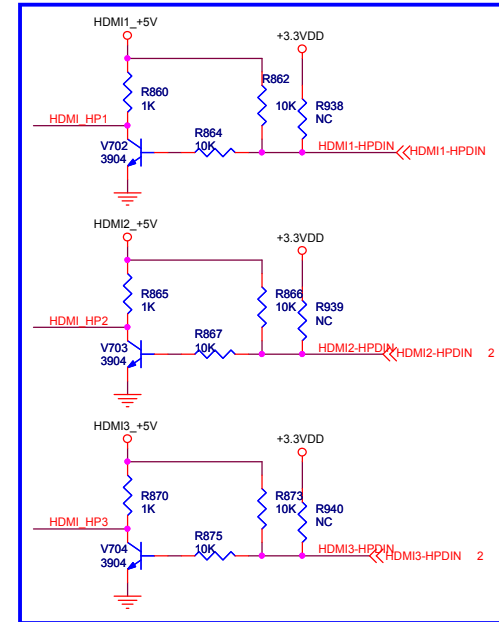 HDMI1_+5V
+3.3VDD
R860
1K
R862
10K
R938
NC
HDMI_HP1
V702
3904
R864
10K
HDMI1-HPDIN
HDMI1-HPDIN
HDMI2_+5V
+3.3VDD
R865
1K
R866
10K
R939
NC
HDMI_HP2
V703
3904
R867
10K
HDMI2-HPDIN
HDMI2-HPDIN 2
HDMI3_+5V
+3.3VDD
R870
1K
R873
10K
R940
NC
HDMI_HP3
V704
3904
R875
10K
HDMI3-HPDIN
HDMI3-HPDIN 2